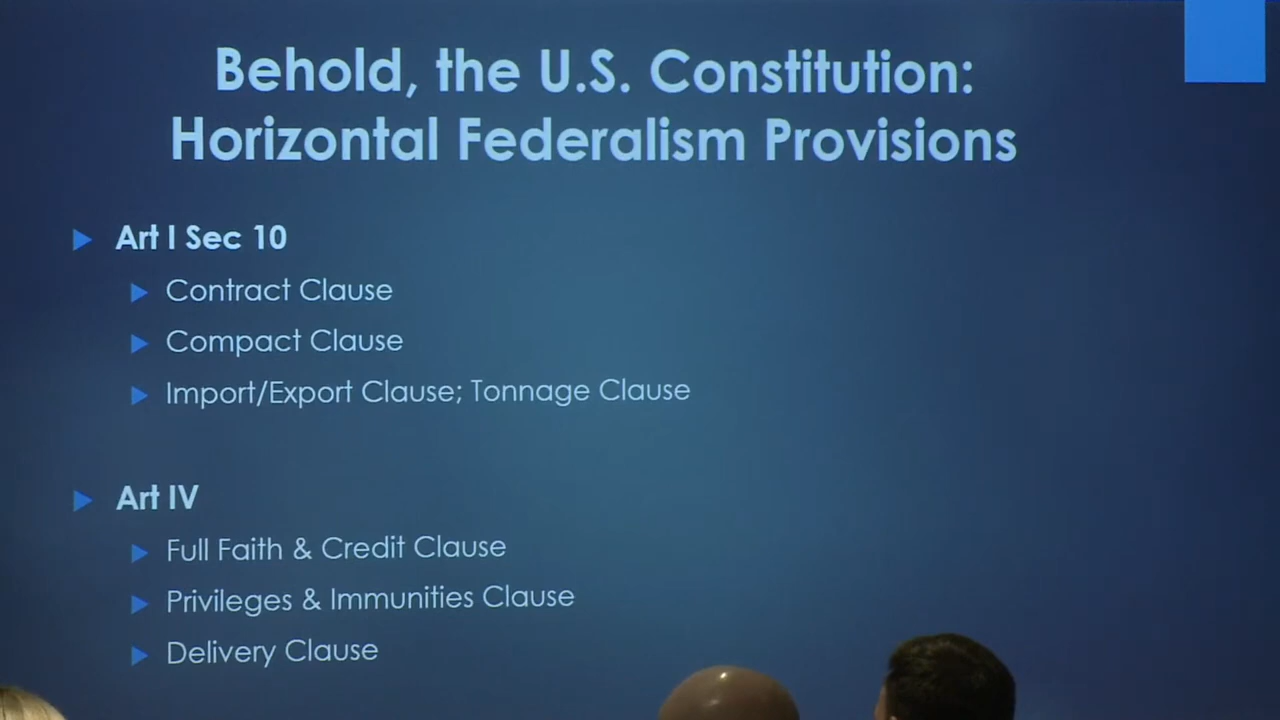 Behold, the U.S. Constitution:
Horizontal Federalism Provisions
Art I Sec 10
Contract Clause
Compact Clause
Import/Export Clause; Tonnage Clause
Art IV
Full Faith & Credit Clause
Privileges & Immunities Clause
Delivery Clause